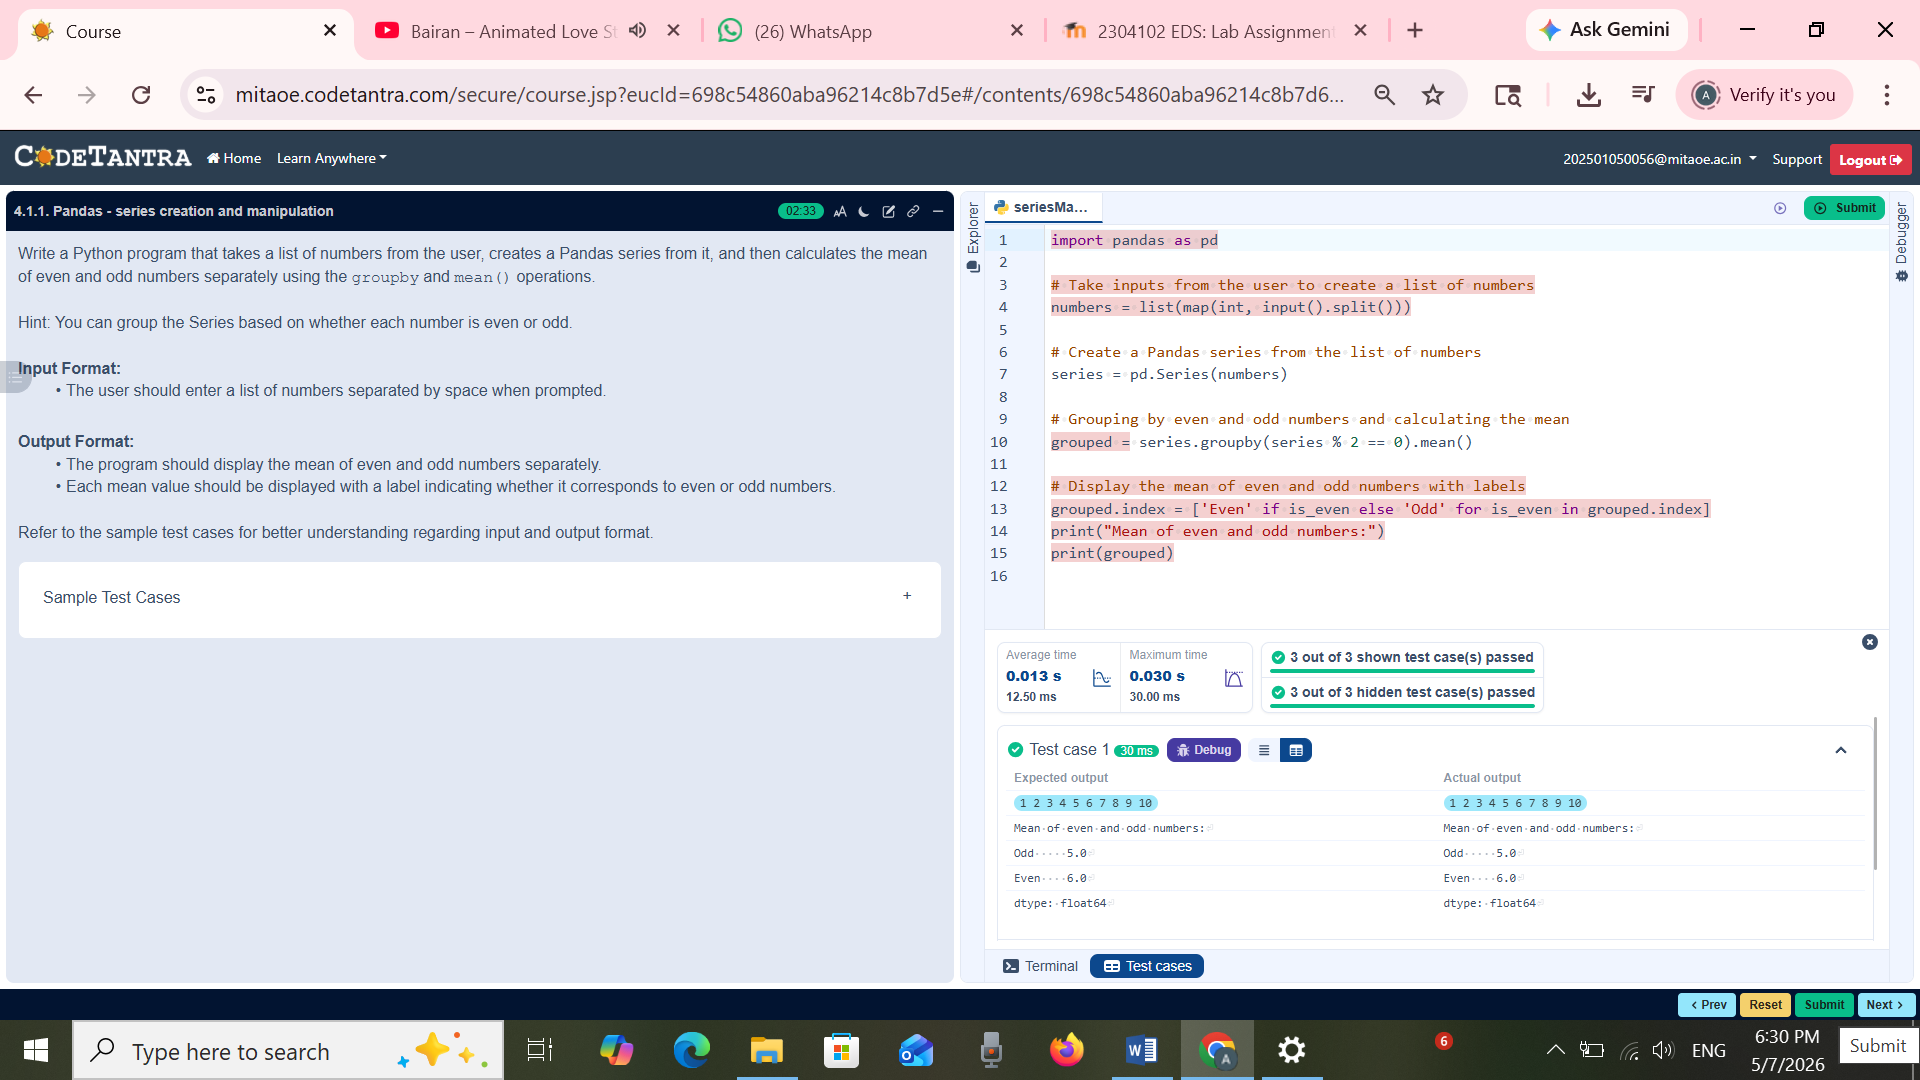 Course
Bairan – Animated Love St
(26) WhatsApp
2304102 EDS: Lab Assignment
Ask Gemini
mitaoe.codetantra.com/secure/course.jsp?eucId=698c54860aba96214c8b7d5e#/contents/698c54860aba96214c8b7d6...
A
Verify it's you
CODETANTRA
Home
Learn Anywhere
202501050056@mitaoe.ac.in
Support
Logout
4.1.1. Pandas - series creation and manipulation
02:33
AA
Write a Python program that takes a list of numbers from the user, creates a Pandas series from it, and then calculates the mean
of even and odd numbers separately using the groupby and mean() operations.
Hint: You can group the Series based on whether each number is even or odd.
Input Format:
• The user should enter a list of numbers separated by space when prompted.
Output Format:
• The program should display the mean of even and odd numbers separately.
• Each mean value should be displayed with a label indicating whether it corresponds to even or odd numbers.
Refer to the sample test cases for better understanding regarding input and output format.
Sample Test Cases
+
Explorer
seriesMa...
Submit
Debugger
1 import pandas as pd
2
3 # Take inputs from the user to create a list of numbers
4 numbers = list(map(int, input().split()))
5
6 # Create a Pandas series from the list of numbers
7 series = pd.Series(numbers)
8
9 # Grouping by even and odd numbers and calculating the mean
10 grouped = series.groupby(series % 2 == 0).mean()
11
12 # Display the mean of even and odd numbers with labels
13 grouped.index = ['Even' if is_even else 'Odd' for is_even in grouped.index]
14 print("Mean of even and odd numbers:")
15 print(grouped)
16
Average time
0.013 s
12.50 ms
Maximum time
0.030 s
30.00 ms
3 out of 3 shown test case(s) passed
3 out of 3 hidden test case(s) passed
Test case 1
30 ms
Debug
Expected output
Actual output
1 2 3 4 5 6 7 8 9 10
1 2 3 4 5 6 7 8 9 10
Mean·of·even·and·odd·numbers:
Mean·of·even·and·odd·numbers:
Odd·····5.0
Odd·····5.0
Even····6.0
Even····6.0
dtype:·float64
dtype:·float64
Terminal
Test cases
< Prev
Reset
Submit
Next >
Type here to search
6
ENG
6:30 PM
5/7/2026
Submit